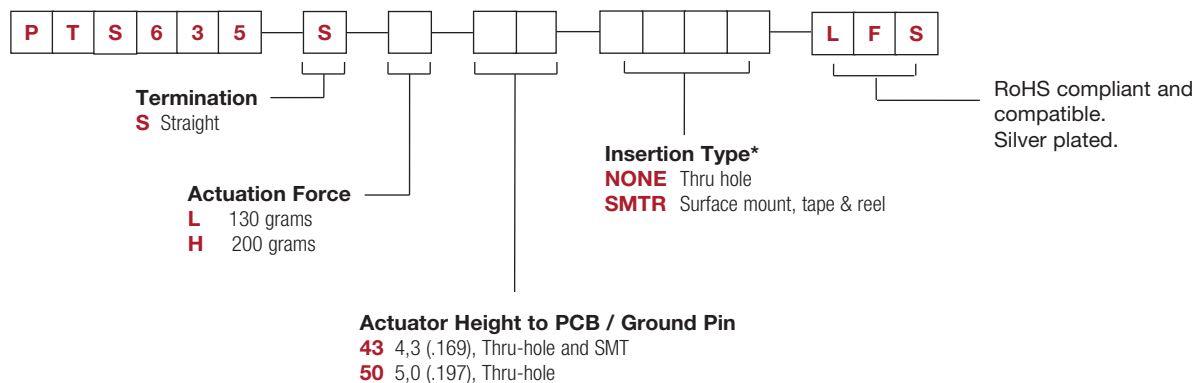 P T S 6 3 5 S L F S
Termination
S Straight
RoHS compliant and
compatible.
Silver plated.
Insertion Type*
NONE Thru hole
SMTR Surface mount, tape & reel
Actuation Force
L 130 grams
H 200 grams
Actuator Height to PCB / Ground Pin
43 4,3 (.169), Thru-hole and SMT
50 5,0 (.197), Thru-hole